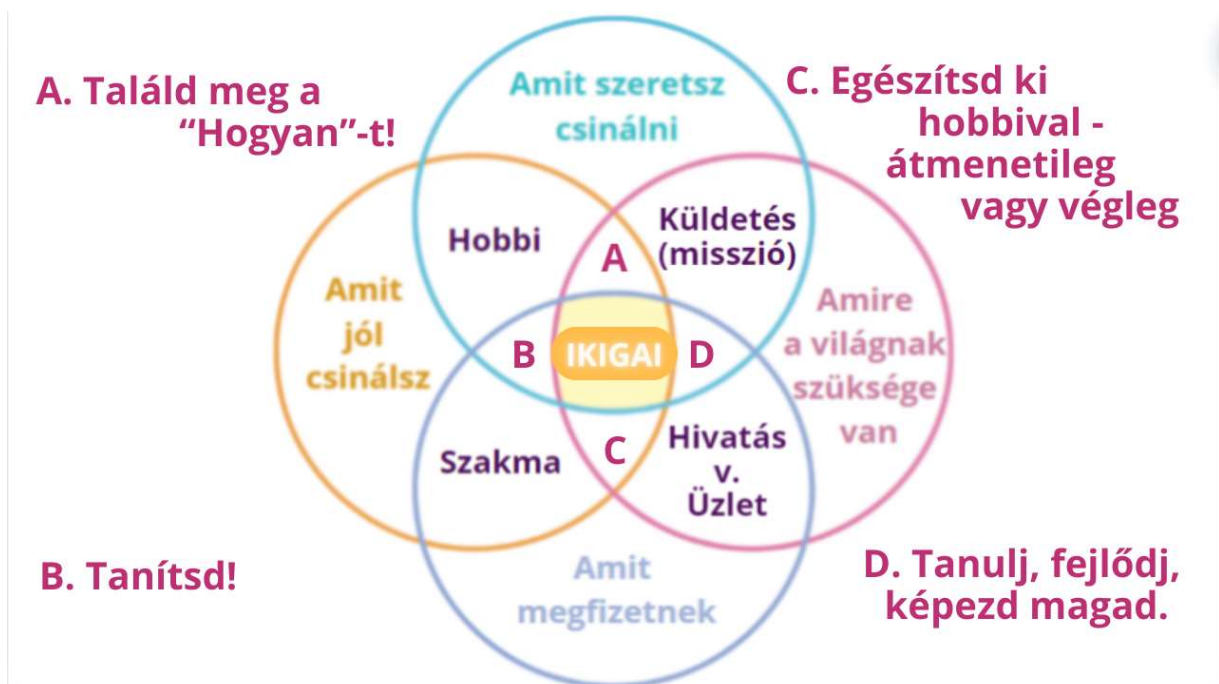 A. Találd meg a
“Hogyan”-t!
Amit szeretsz
csinálni
C. Egészítsd ki
hobbival -
átmenetileg
vagy végleg
Hobbi
A
Küldetés
(misszió)
Amit
jól
csinálsz
B
IKIGAI
D
Amire
a világnak
szüksége
van
Szakma
C
Hivatás
v.
Üzlet
B. Tanítsd!
Amit
megfizetnek
D. Tanulj, fejlődj,
képezd magad.